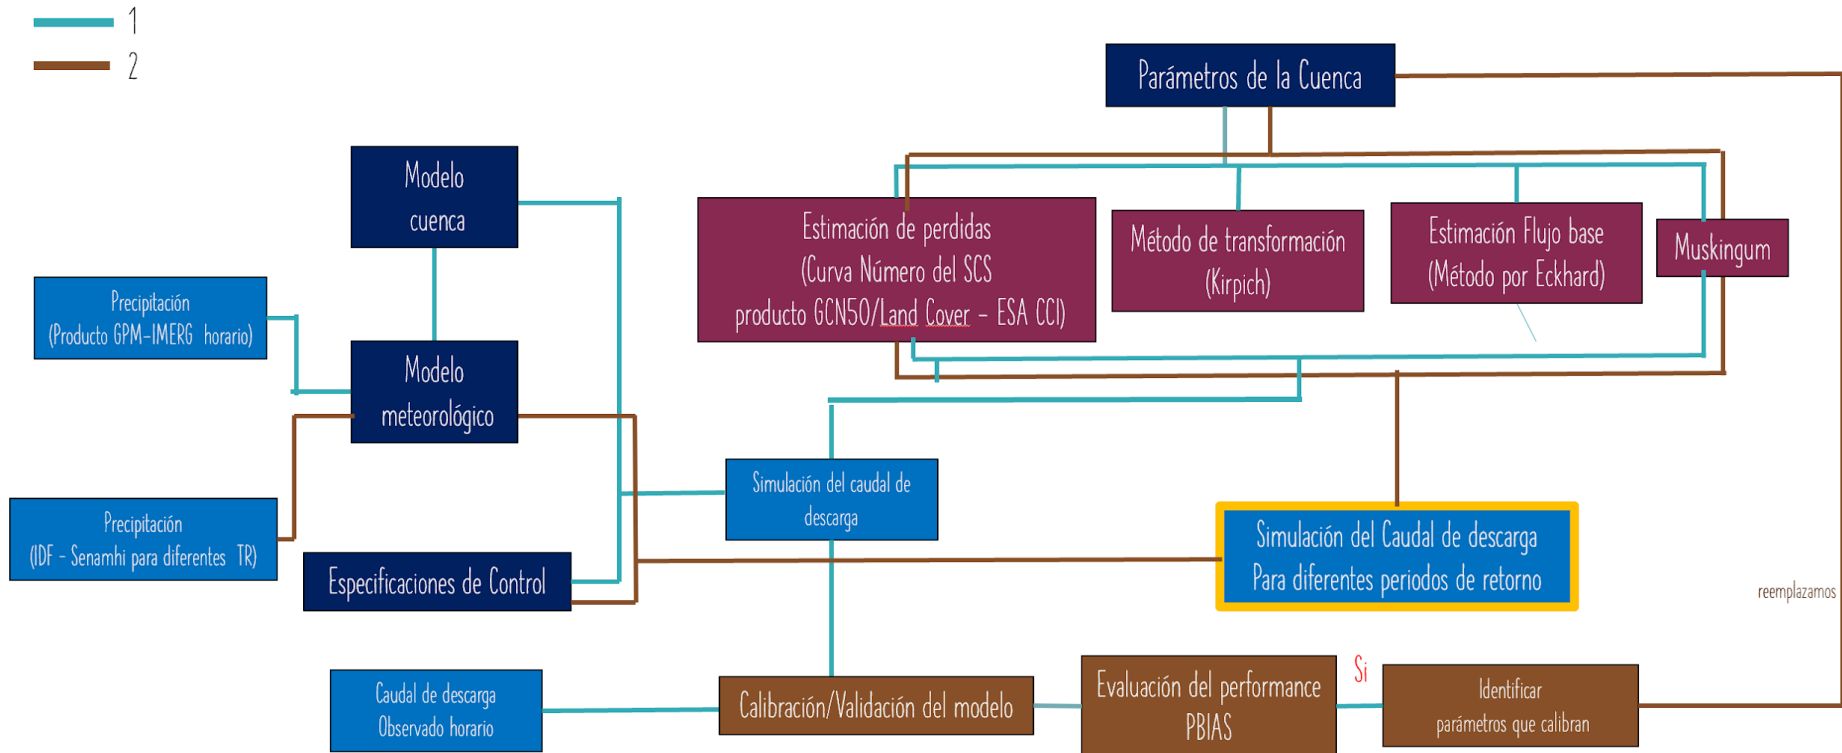 1
2
Parámetros de la Cuenca
Modelo
cuenca
Estimación de perdidas
(Curva Número del SCS
producto GCN50/Land Cover - ESA CCI)
Método de transformación
(Kirpich)
Estimación Flujo base
(Método por Eckhard)
Muskingum
Precipitación
(Producto GPM-IMERG horario)
Modelo
meteorológico
Precipitación
(IDF - Senamhi para diferentes TR)
Simulación del caudal de
descarga
Especificaciones de Control
Simulación del Caudal de descarga
Para diferentes periodos de retorno
reemplazamos
Caudal de descarga
Observado horario
Calibración/Validación del modelo
Evaluación del performance
PBIAS
Si
Identificar
parámetros que calibran